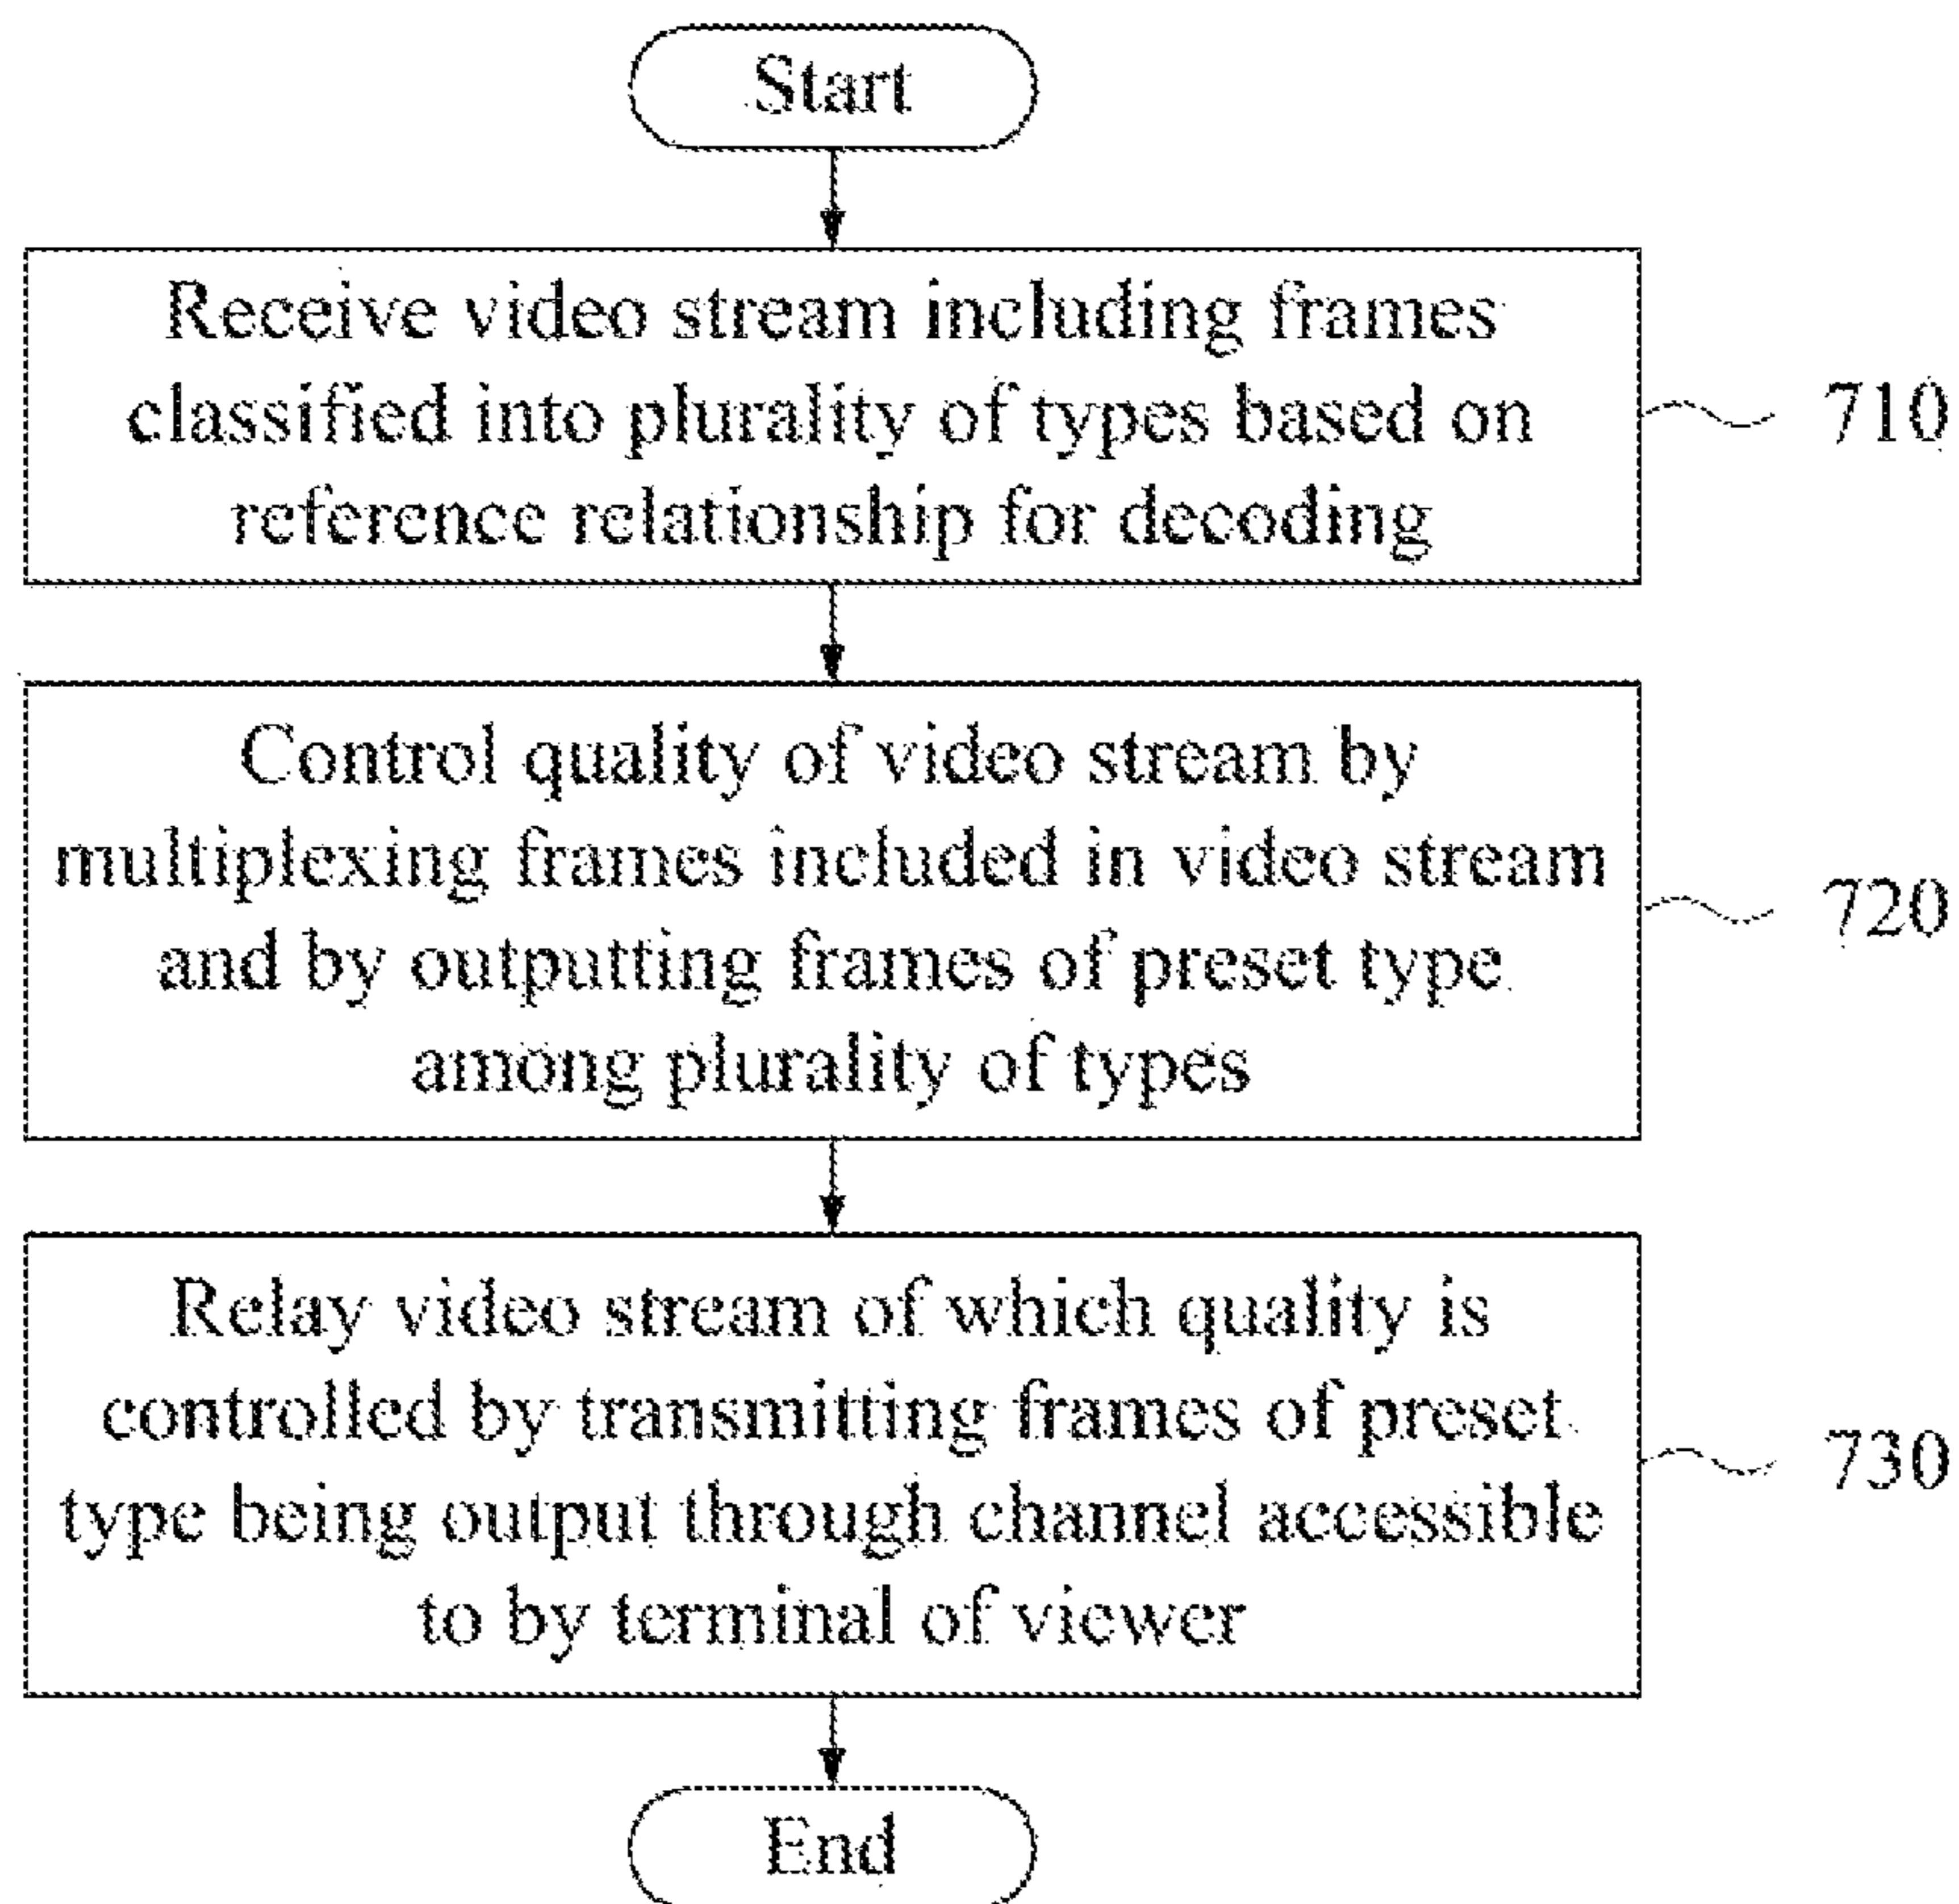 Start
Receive video stream including frames
classified into plurality of types based on
reference relationship for decoding
710
Control quality of video stream by
multiplexing frames included in video stream
and by outputting frames of preset type
among plurality of types
720
Relay video stream of which quality is
controlled by transmitting frames of preset
type being output through channel accessible
to by terminal of viewer
730
End